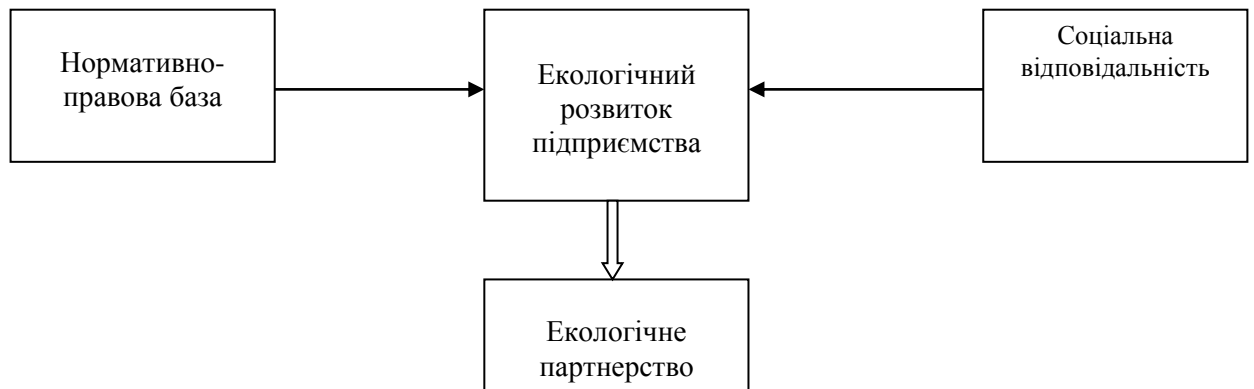 Нормативно-
правова база
Екологічний
розвиток
підприємства
Соціальна
відповідальність
Екологічне
партнерство